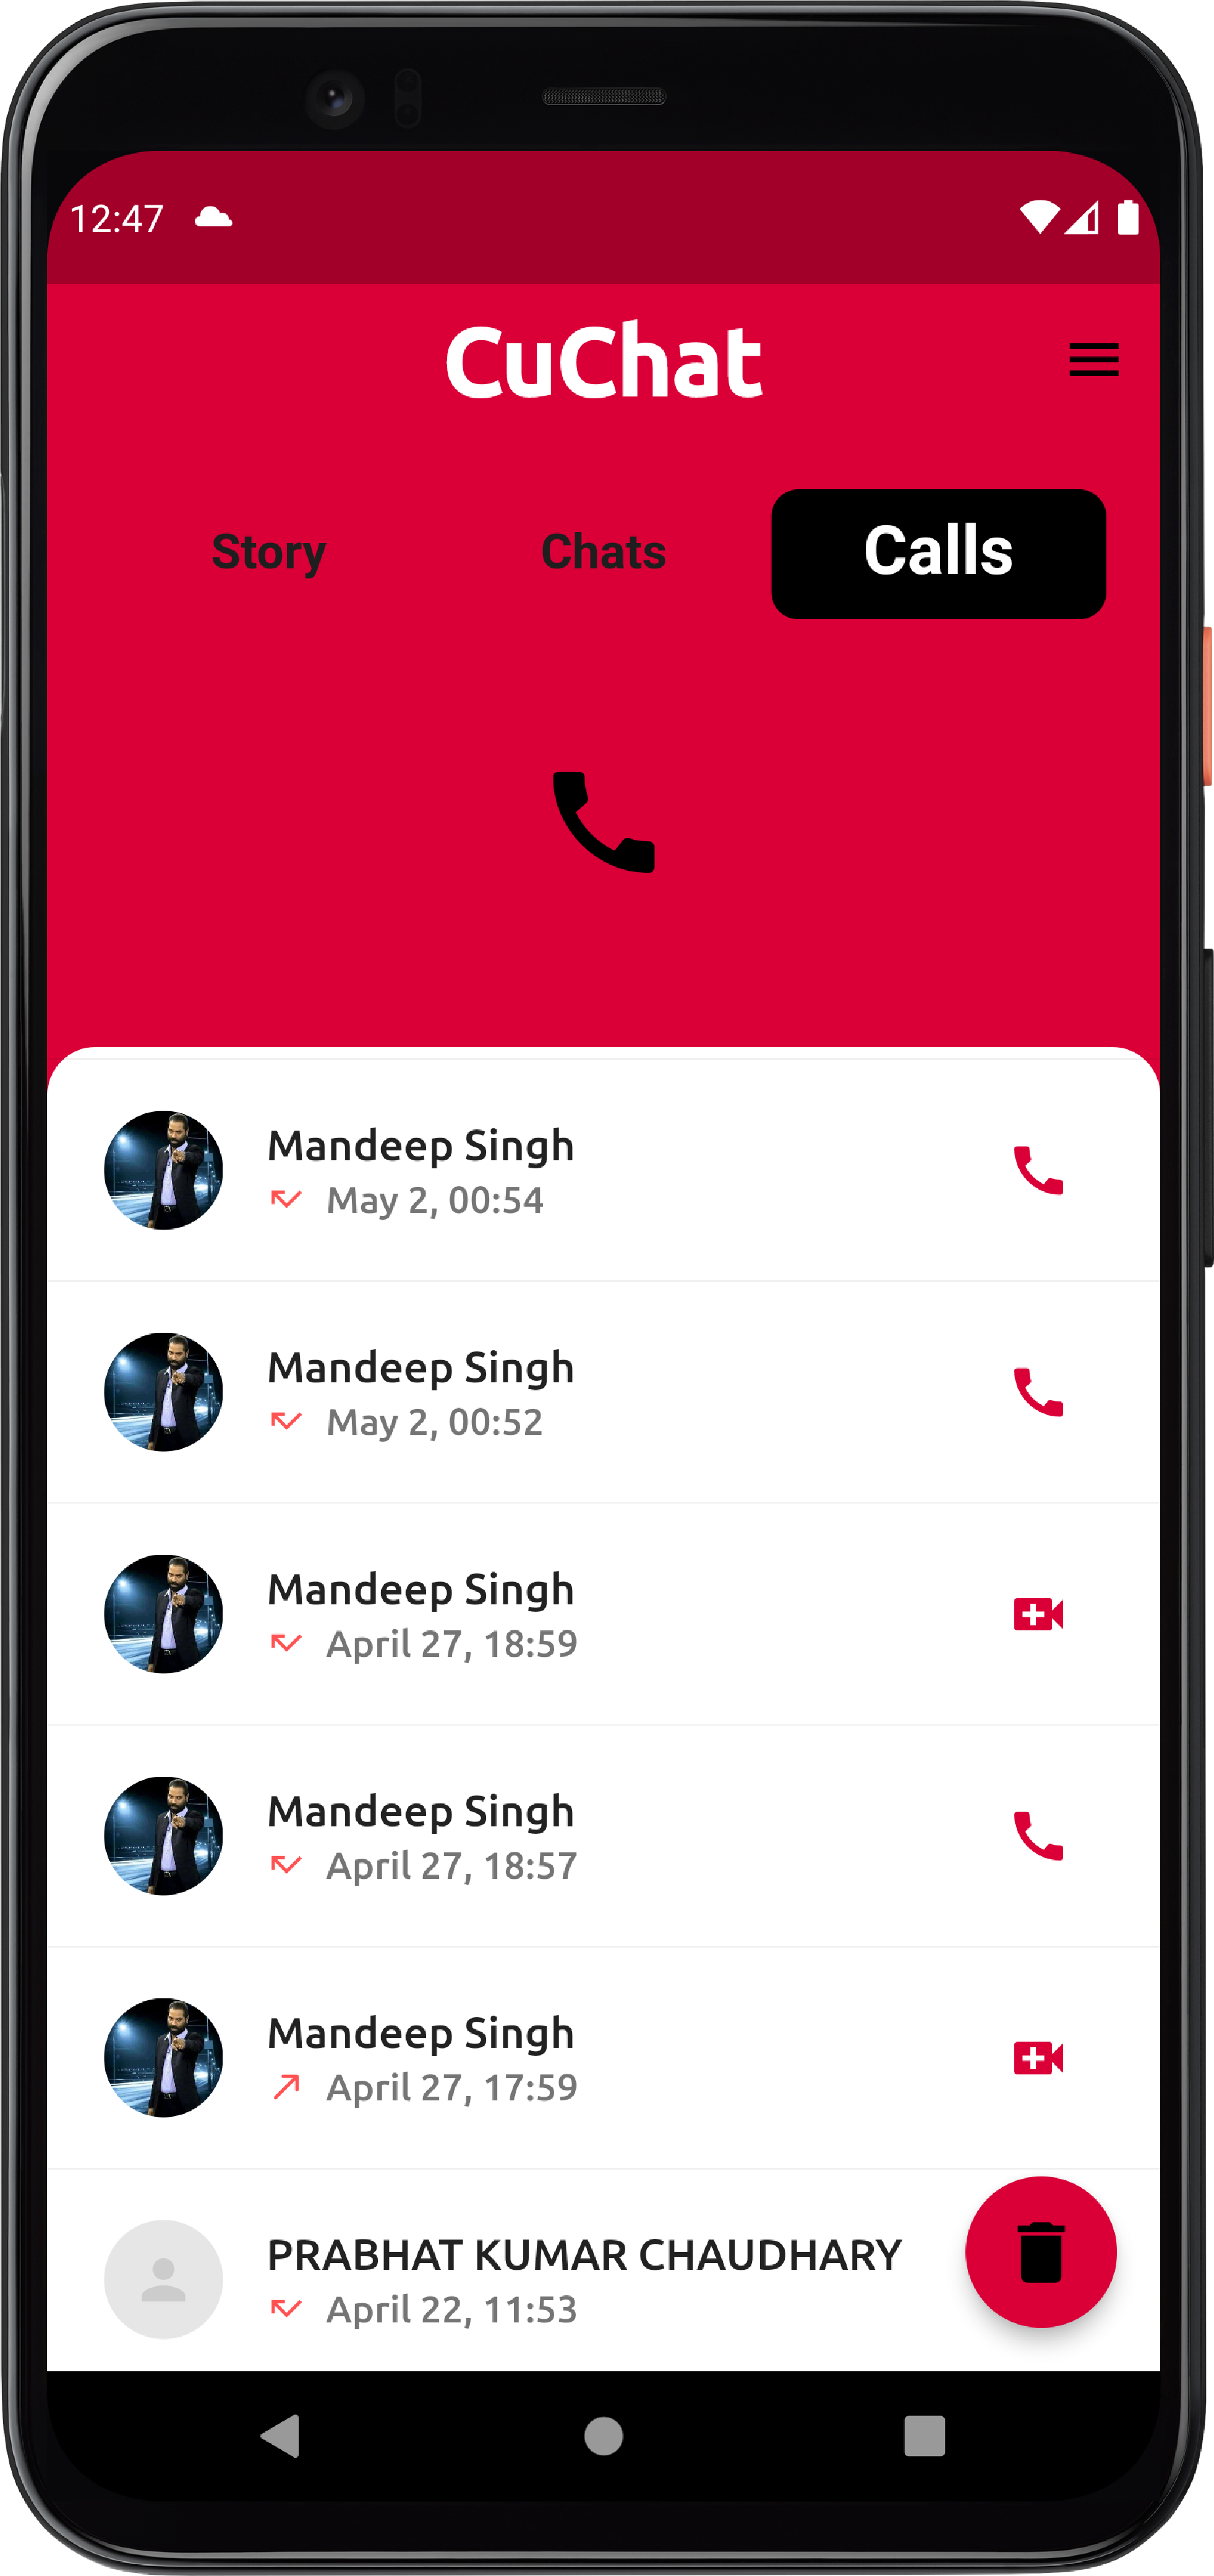 12:47
CuChat
Story Chats Calls
Mandeep Singh
May 2, 00:54
Mandeep Singh
May 2, 00:52
Mandeep Singh
April 27, 18:59
Mandeep Singh
April 27, 18:57
Mandeep Singh
April 27, 17:59
PRABHAT KUMAR CHAUDHARY
April 22, 11:53